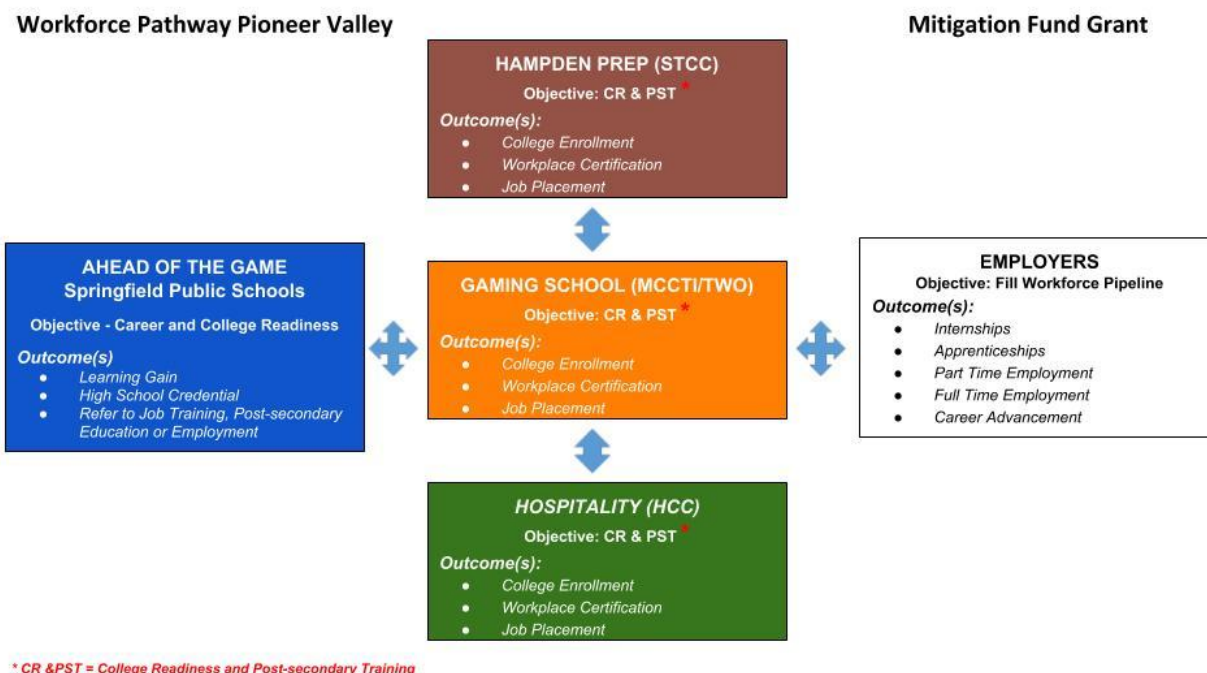 Workforce Pathway Pioneer Valley
Mitigation Fund Grant
HAMPDEN PREP (STCC)
Objective: CR & PST *
Outcome(s):
● College Enrollment
● Workplace Certification
● Job Placement
AHEAD OF THE GAME
Springfield Public Schools
Objective - Career and College Readiness
Outcome(s)
● Learning Gain
● High School Credential
● Refer to Job Training, Post-secondary
Education or Employment
GAMING SCHOOL (MCCTI/TWO)
Objective: CR & PST *
Outcome(s):
● College Enrollment
● Workplace Certification
● Job Placement
EMPLOYERS
Objective: Fill Workforce Pipeline
Outcome(s):
● Internships
● Apprenticeships
● Part Time Employment
● Full Time Employment
● Career Advancement
HOSPITALITY (HCC)
Objective: CR & PST *
Outcome(s):
● College Enrollment
● Workplace Certification
● Job Placement
* CR &PST = College Readiness and Post-secondary Training